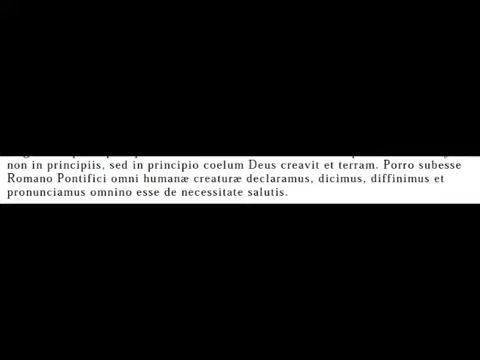 non in principiis, sed in principio coelum Deus creavit et terram. Porro subesse
Romano Pontifici omni humanæ creaturæ declaramus, dicimus, diffinimus et
pronunciamus omnino esse de necessitate salutis.